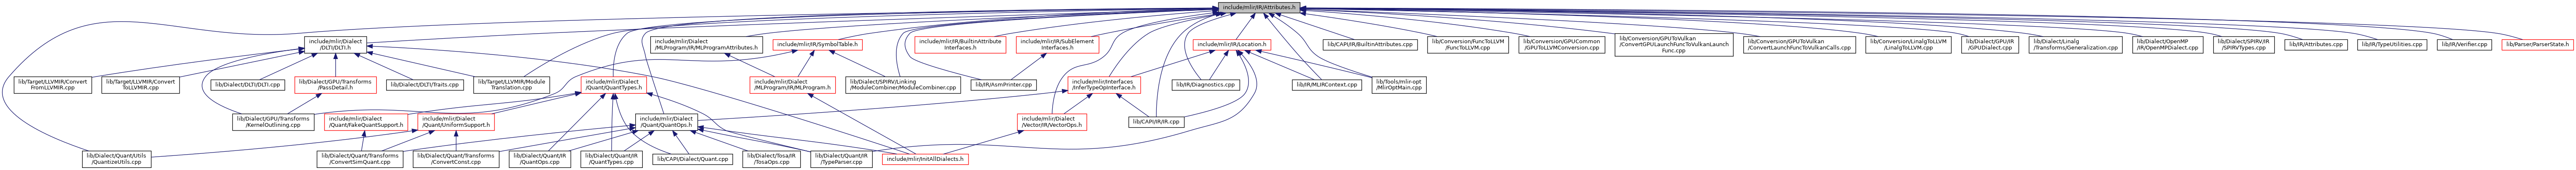 include/mlir/IR/Attributes.h
include/mlir/Dialect
/DLTI/DLTI.h
include/mlir/Dialect
/MLProgram/IR/MLProgramAttributes.h
include/mlir/IR/SymbolTable.h
include/mlir/IR/BuiltinAttribute
Interfaces.h
include/mlir/IR/SubElement
Interfaces.h
include/mlir/IR/Location.h
lib/CAPI/IR/BuiltinAttributes.cpp
lib/Conversion/FuncToLLVM
/FuncToLLVM.cpp
lib/Conversion/GPUCommon
/GPUToLLVMConversion.cpp
lib/Conversion/GPUToVulkan
/ConvertGPULaunchFuncToVulkanLaunch
Func.cpp
lib/Conversion/GPUToVulkan
/ConvertLaunchFuncToVulkanCalls.cpp
lib/Conversion/LinalgToLLVM
/LinalgToLLVM.cpp
lib/Dialect/GPU/IR
/GPUDialect.cpp
lib/Dialect/Linalg
/Transforms/Generalization.cpp
lib/Dialect/OpenMP
/IR/OpenMPDialect.cpp
lib/Dialect/SPIRV/IR
/SPIRVTypes.cpp
lib/IR/Attributes.cpp
lib/IR/TypeUtilities.cpp
lib/IR/Verifier.cpp
lib/Parser/ParserState.h
lib/Target/LLVMIR/Convert
FromLLVMIR.cpp
lib/Target/LLVMIR/Convert
ToLLVMIR.cpp
lib/Dialect/DLTI/DLTI.cpp
lib/Dialect/GPU/Transforms
/PassDetail.h
lib/Dialect/DLTI/Traits.cpp
lib/Target/LLVMIR/Module
Translation.cpp
include/mlir/Dialect
/Quant/QuantTypes.h
include/mlir/Dialect
/MLProgram/IR/MLProgram.h
lib/Dialect/SPIRV/Linking
/ModuleCombiner/ModuleCombiner.cpp
lib/IR/AsmPrinter.cpp
include/mlir/Interfaces
/InferTypeOpInterface.h
lib/IR/Diagnostics.cpp
lib/IR/MLIRContext.cpp
lib/Tools/mlir-opt
/MlirOptMain.cpp
lib/Dialect/GPU/Transforms
/KernelOutlining.cpp
include/mlir/Dialect
/Quant/FakeQuantSupport.h
include/mlir/Dialect
/Quant/UniformSupport.h
include/mlir/Dialect
/Quant/QuantOps.h
include/mlir/Dialect
/Vector/IR/VectorOps.h
lib/CAPI/IR/IR.cpp
lib/Dialect/Quant/Utils
/QuantizeUtils.cpp
lib/Dialect/Quant/Transforms
/ConvertSimQuant.cpp
lib/Dialect/Quant/Transforms
/ConvertConst.cpp
lib/Dialect/Quant/IR
/QuantOps.cpp
lib/Dialect/Quant/IR
/QuantTypes.cpp
lib/CAPI/Dialect/Quant.cpp
lib/Dialect/Tosa/IR
/TosaOps.cpp
lib/Dialect/Quant/IR
/TypeParser.cpp
include/mlir/InitAllDialects.h